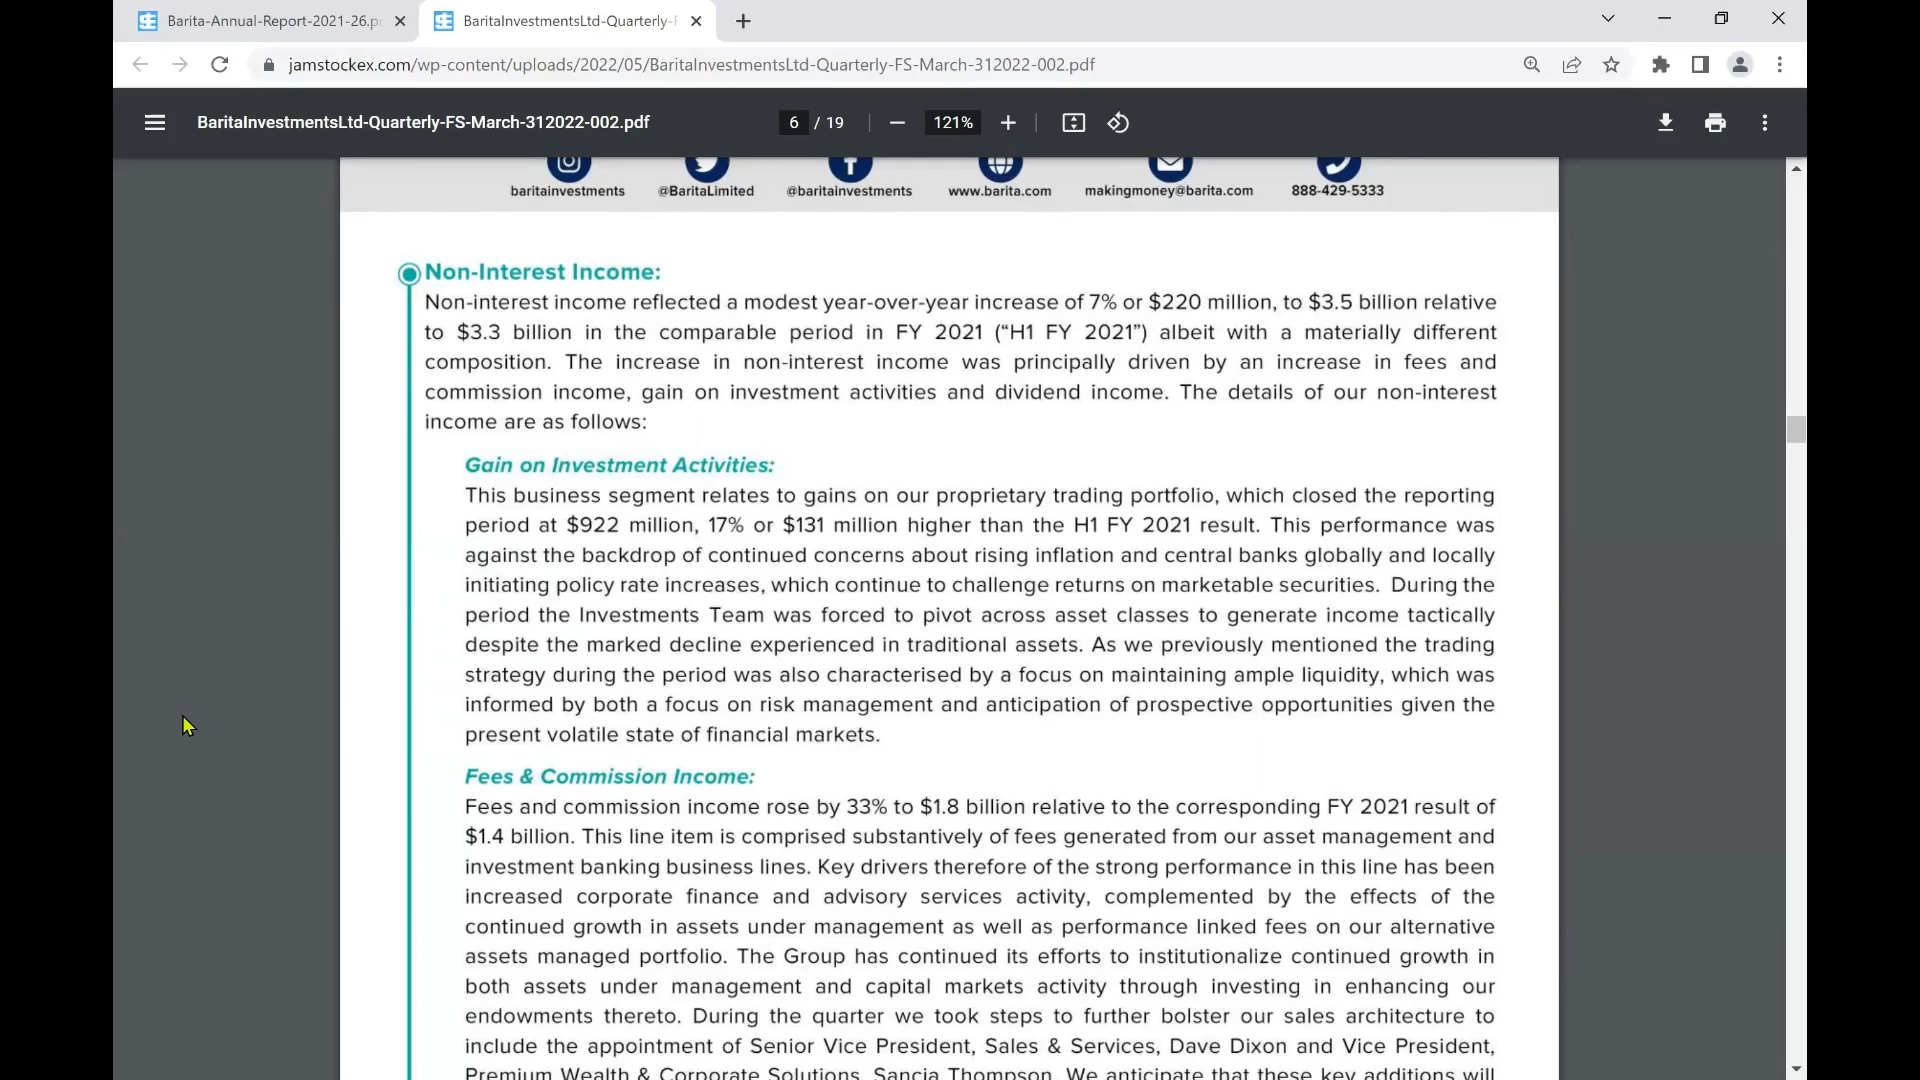 Barita-Annual-Report-2021-26.p
BaritaInvestmentsLtd-Quarterly-F
jamstockex.com/wp-content/uploads/2022/05/BaritaInvestmentsLtd-Quarterly-FS-March-312022-002.pdf
BaritaInvestmentsLtd-Quarterly-FS-March-312022-002.pdf
6 / 19
121%
baritainvestments @BaritaLimited @baritainvestments www.barita.com makingmoney@barita.com 888-429-5333
Non-Interest Income:
Non-interest income reflected a modest year-over-year increase of 7% or $220 million, to $3.5 billion relative
to $3.3 billion in the comparable period in FY 2021 (“H1 FY 2021”) albeit with a materially different
composition. The increase in non-interest income was principally driven by an increase in fees and
commission income, gain on investment activities and dividend income. The details of our non-interest
income are as follows:
Gain on Investment Activities:
This business segment relates to gains on our proprietary trading portfolio, which closed the reporting
period at $922 million, 17% or $131 million higher than the H1 FY 2021 result. This performance was
against the backdrop of continued concerns about rising inflation and central banks globally and locally
initiating policy rate increases, which continue to challenge returns on marketable securities. During the
period the Investments Team was forced to pivot across asset classes to generate income tactically
despite the marked decline experienced in traditional assets. As we previously mentioned the trading
strategy during the period was also characterised by a focus on maintaining ample liquidity, which was
informed by both a focus on risk management and anticipation of prospective opportunities given the
present volatile state of financial markets.
Fees & Commission Income:
Fees and commission income rose by 33% to $1.8 billion relative to the corresponding FY 2021 result of
$1.4 billion. This line item is comprised substantively of fees generated from our asset management and
investment banking business lines. Key drivers therefore of the strong performance in this line has been
increased corporate finance and advisory services activity, complemented by the effects of the
continued growth in assets under management as well as performance linked fees on our alternative
assets managed portfolio. The Group has continued its efforts to institutionalize continued growth in
both assets under management and capital markets activity through investing in enhancing our
endowments thereto. During the quarter we took steps to further bolster our sales architecture to
include the appointment of Senior Vice President, Sales & Services, Dave Dixon and Vice President,
Premium Wealth & Corporate Solutions, Sancia Thompson. We anticipate that these key additions will